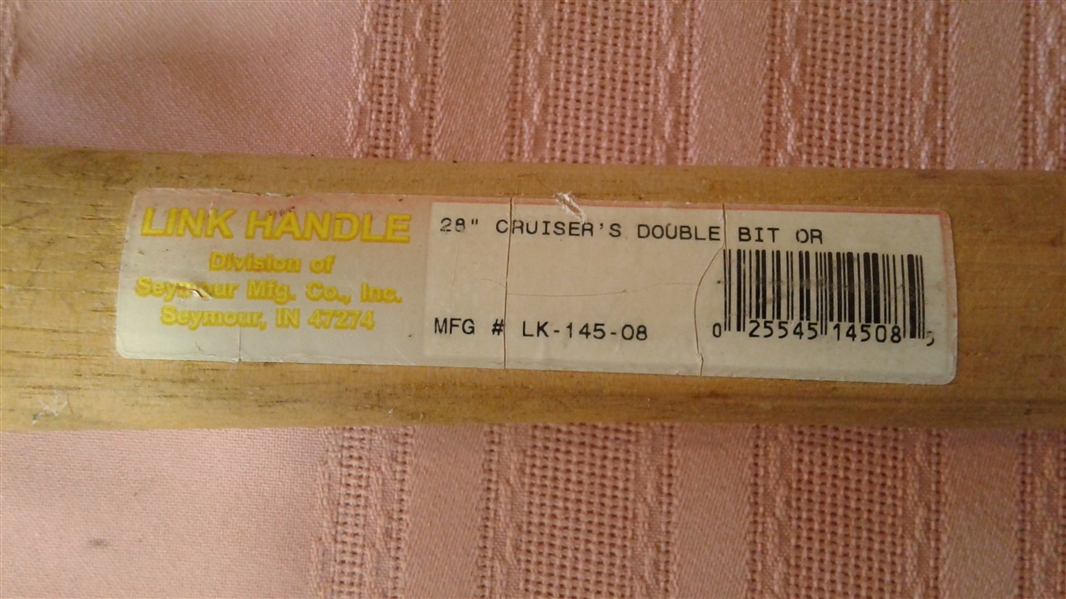 LINK HANDLE
Division of
Seymour Mfg. Co., Inc.
Seymour, IN 47274
28" CRUISER'S DOUBLE BIT OR
MFG # LK-145-08
0 25545 14508 5